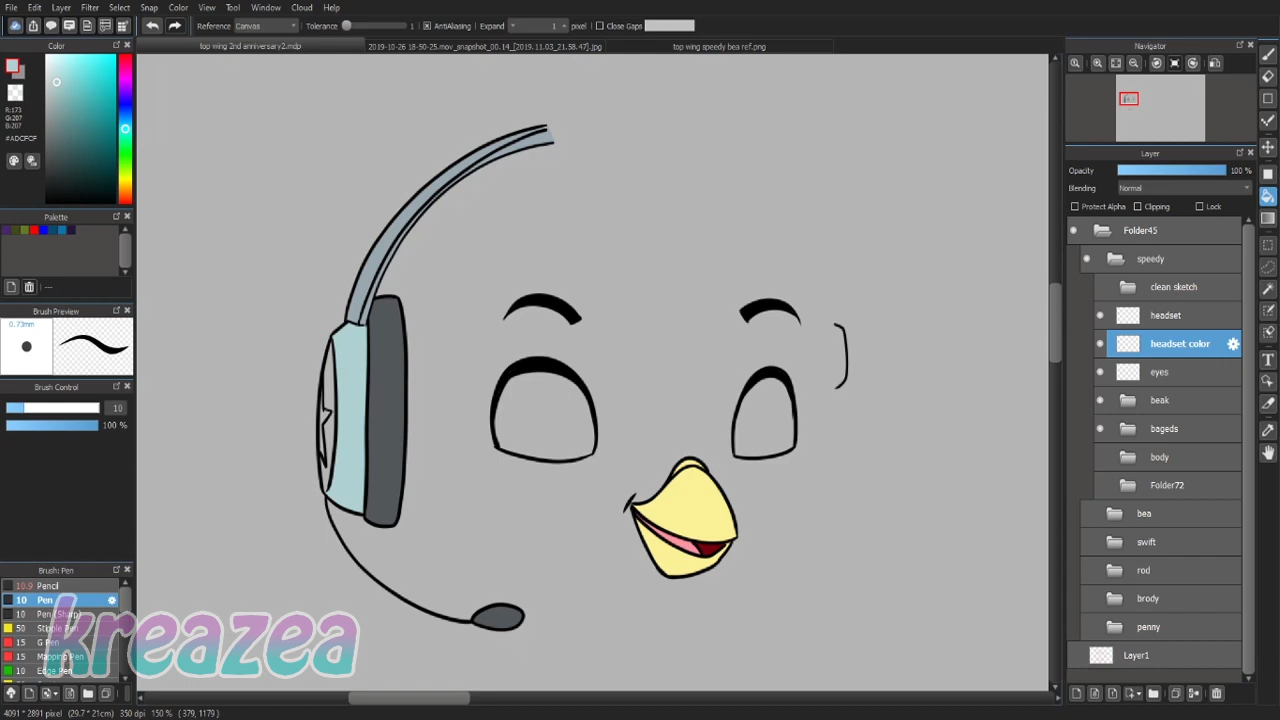 File Edit Layer Filter Select Snap Color View Tool Window Cloud Help
Reference Canvas Tolerance 1 AntiAliasing Expand 1 pixel Close Gaps
top wing 2nd anniversary2.mdp 2019-10-26 18-50-25.mov_snapshot_00.14_[2019.11.03_21.58.47].jpg top wing speedy bea ref.png
Color
R:173
G:207
B:207
#ADCFCF
Palette
---
Brush Preview
0.73mm
Brush Control
10
100 %
Brush: Pen
10.9 Pencil
10 Pen
10 Pen (Sharp)
50 Stipple Pen
15 G Pen
15 Mapping Pen
10 Edge Pen
kreazea
4091 * 2891 pixel (29.7 * 21cm) 350 dpi 150 % ( 379, 1179 )
Navigator
Layer
Opacity 100 %
Blending Normal
Protect Alpha Clipping Lock
Folder45
speedy
clean sketch
headset
headset color
eyes
beak
bageds
body
Folder72
bea
swift
rod
brody
penny
Layer1